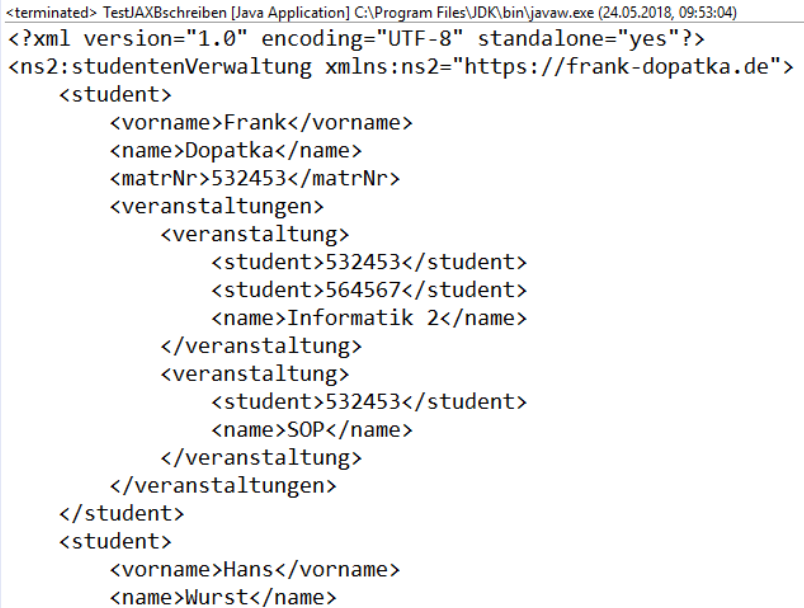 <terminated> TestJAXBschreiben [Java Application] C:\Program Files\JDK\bin\javaw.exe (24.05.2018, 09:53:04)
<?xml version="1.0" encoding="UTF-8" standalone="yes"?>
<ns2:studentenVerwaltung xmlns:ns2="https://frank-dopatka.de">
    <student>
        <vorname>Frank</vorname>
        <name>Dopatka</name>
        <matrNr>532453</matrNr>
        <veranstaltungen>
            <veranstaltung>
                <student>532453</student>
                <student>564567</student>
                <name>Informatik 2</name>
            </veranstaltung>
            <veranstaltung>
                <student>532453</student>
                <name>SOP</name>
            </veranstaltung>
        </veranstaltungen>
    </student>
    <student>
        <vorname>Hans</vorname>
        <name>Wurst</name>